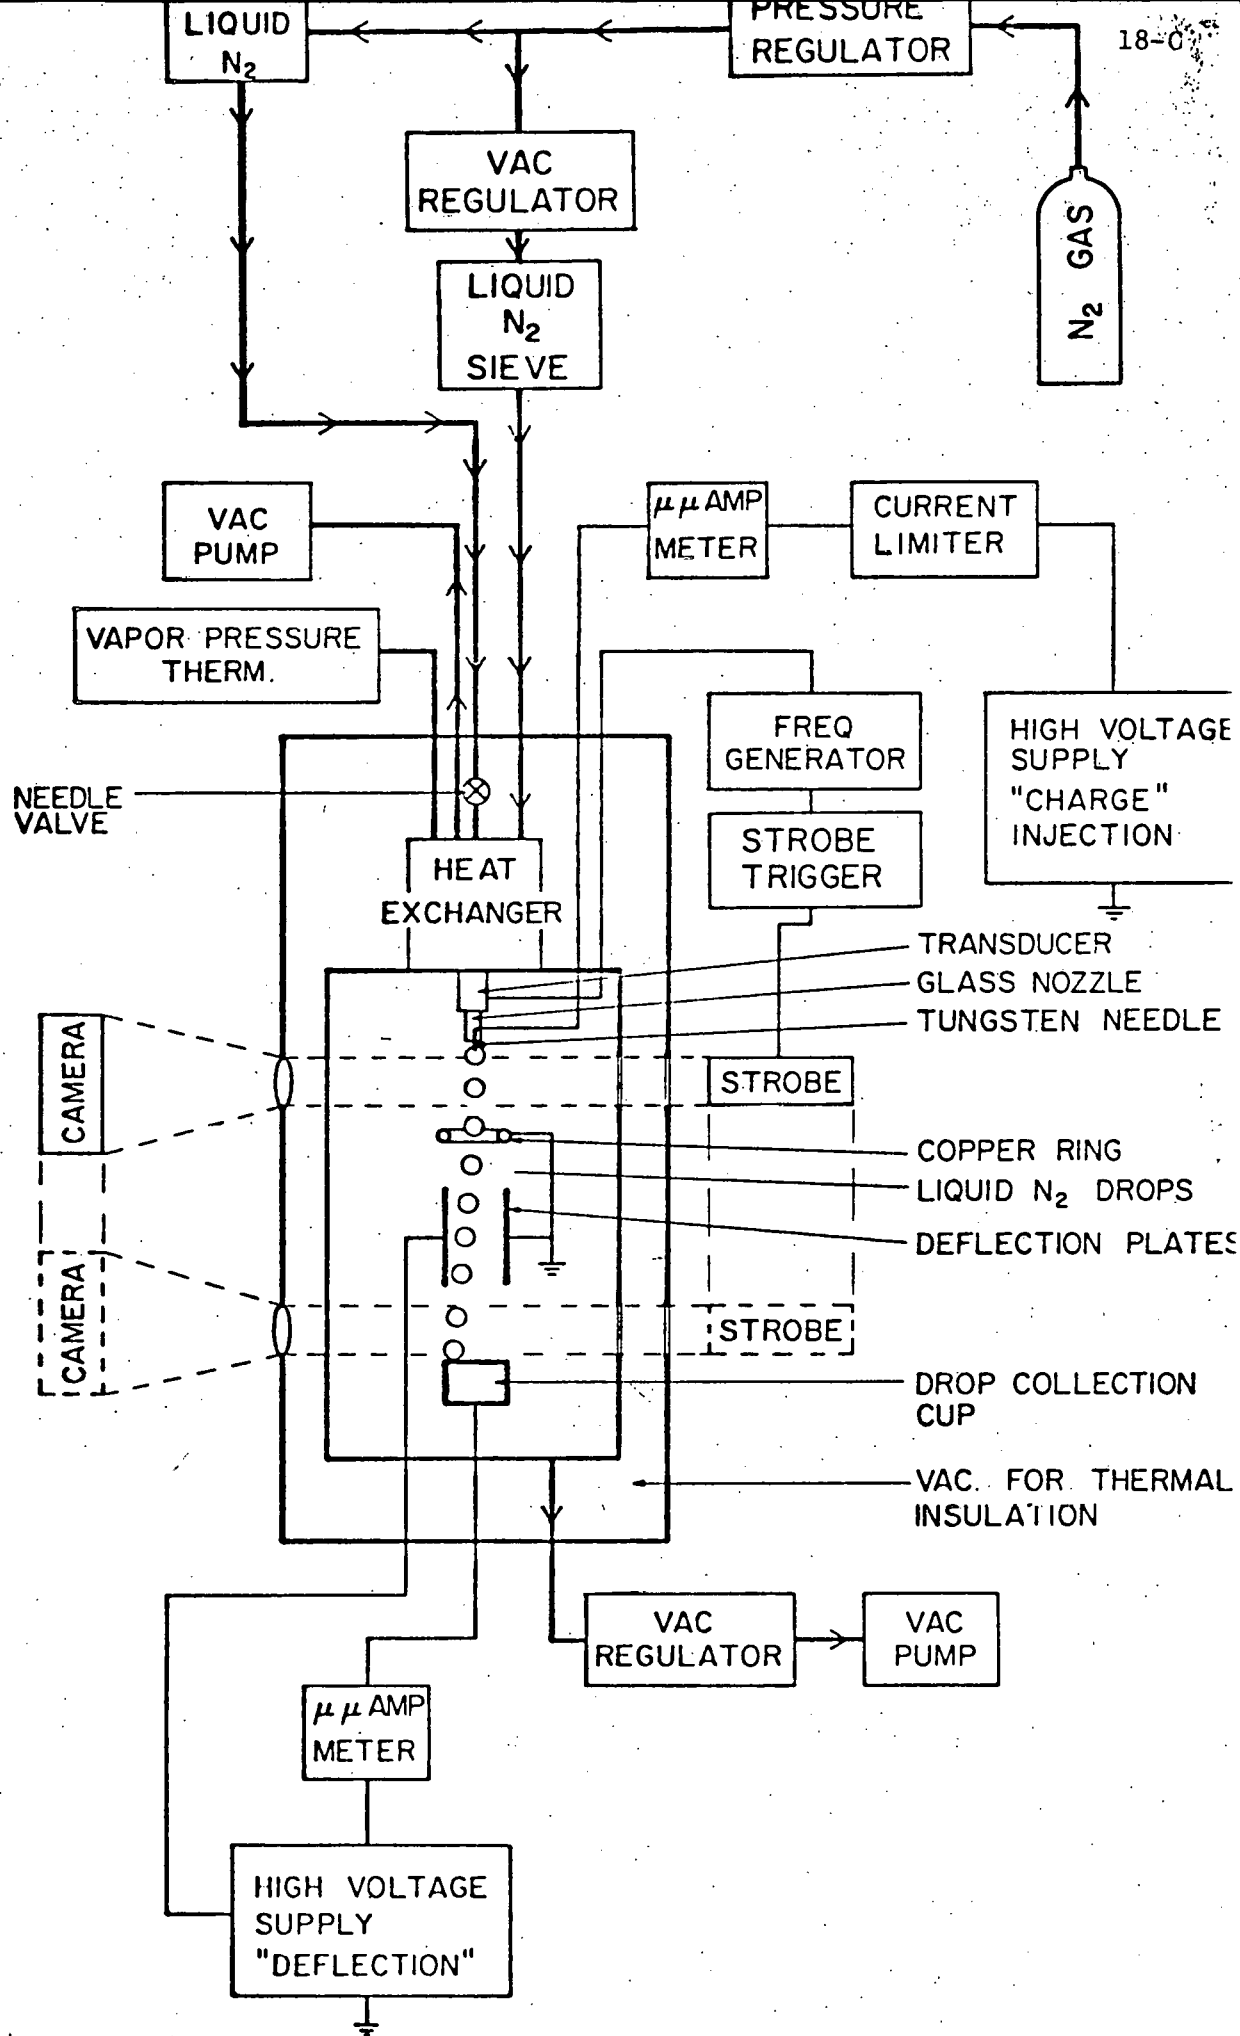 LIQUID
N₂
PRESSURE
REGULATOR
18-
VAC
REGULATOR
LIQUID
N₂
SIEVE
N₂ GAS
VAC
PUMP
μμ AMP
METER
CURRENT
LIMITER
VAPOR PRESSURE
THERM.
FREQ
GENERATOR
HIGH VOLTAGE
SUPPLY
"CHARGE"
INJECTION
NEEDLE
VALVE
STROBE
TRIGGER
HEAT
EXCHANGER
TRANSDUCER
GLASS NOZZLE
TUNGSTEN NEEDLE
CAMERA
STROBE
COPPER RING
LIQUID N₂ DROPS
DEFLECTION PLATES
CAMERA
STROBE
DROP COLLECTION
CUP
VAC. FOR THERMAL
INSULATION
VAC
REGULATOR
VAC
PUMP
μμ AMP
METER
HIGH VOLTAGE
SUPPLY
"DEFLECTION"